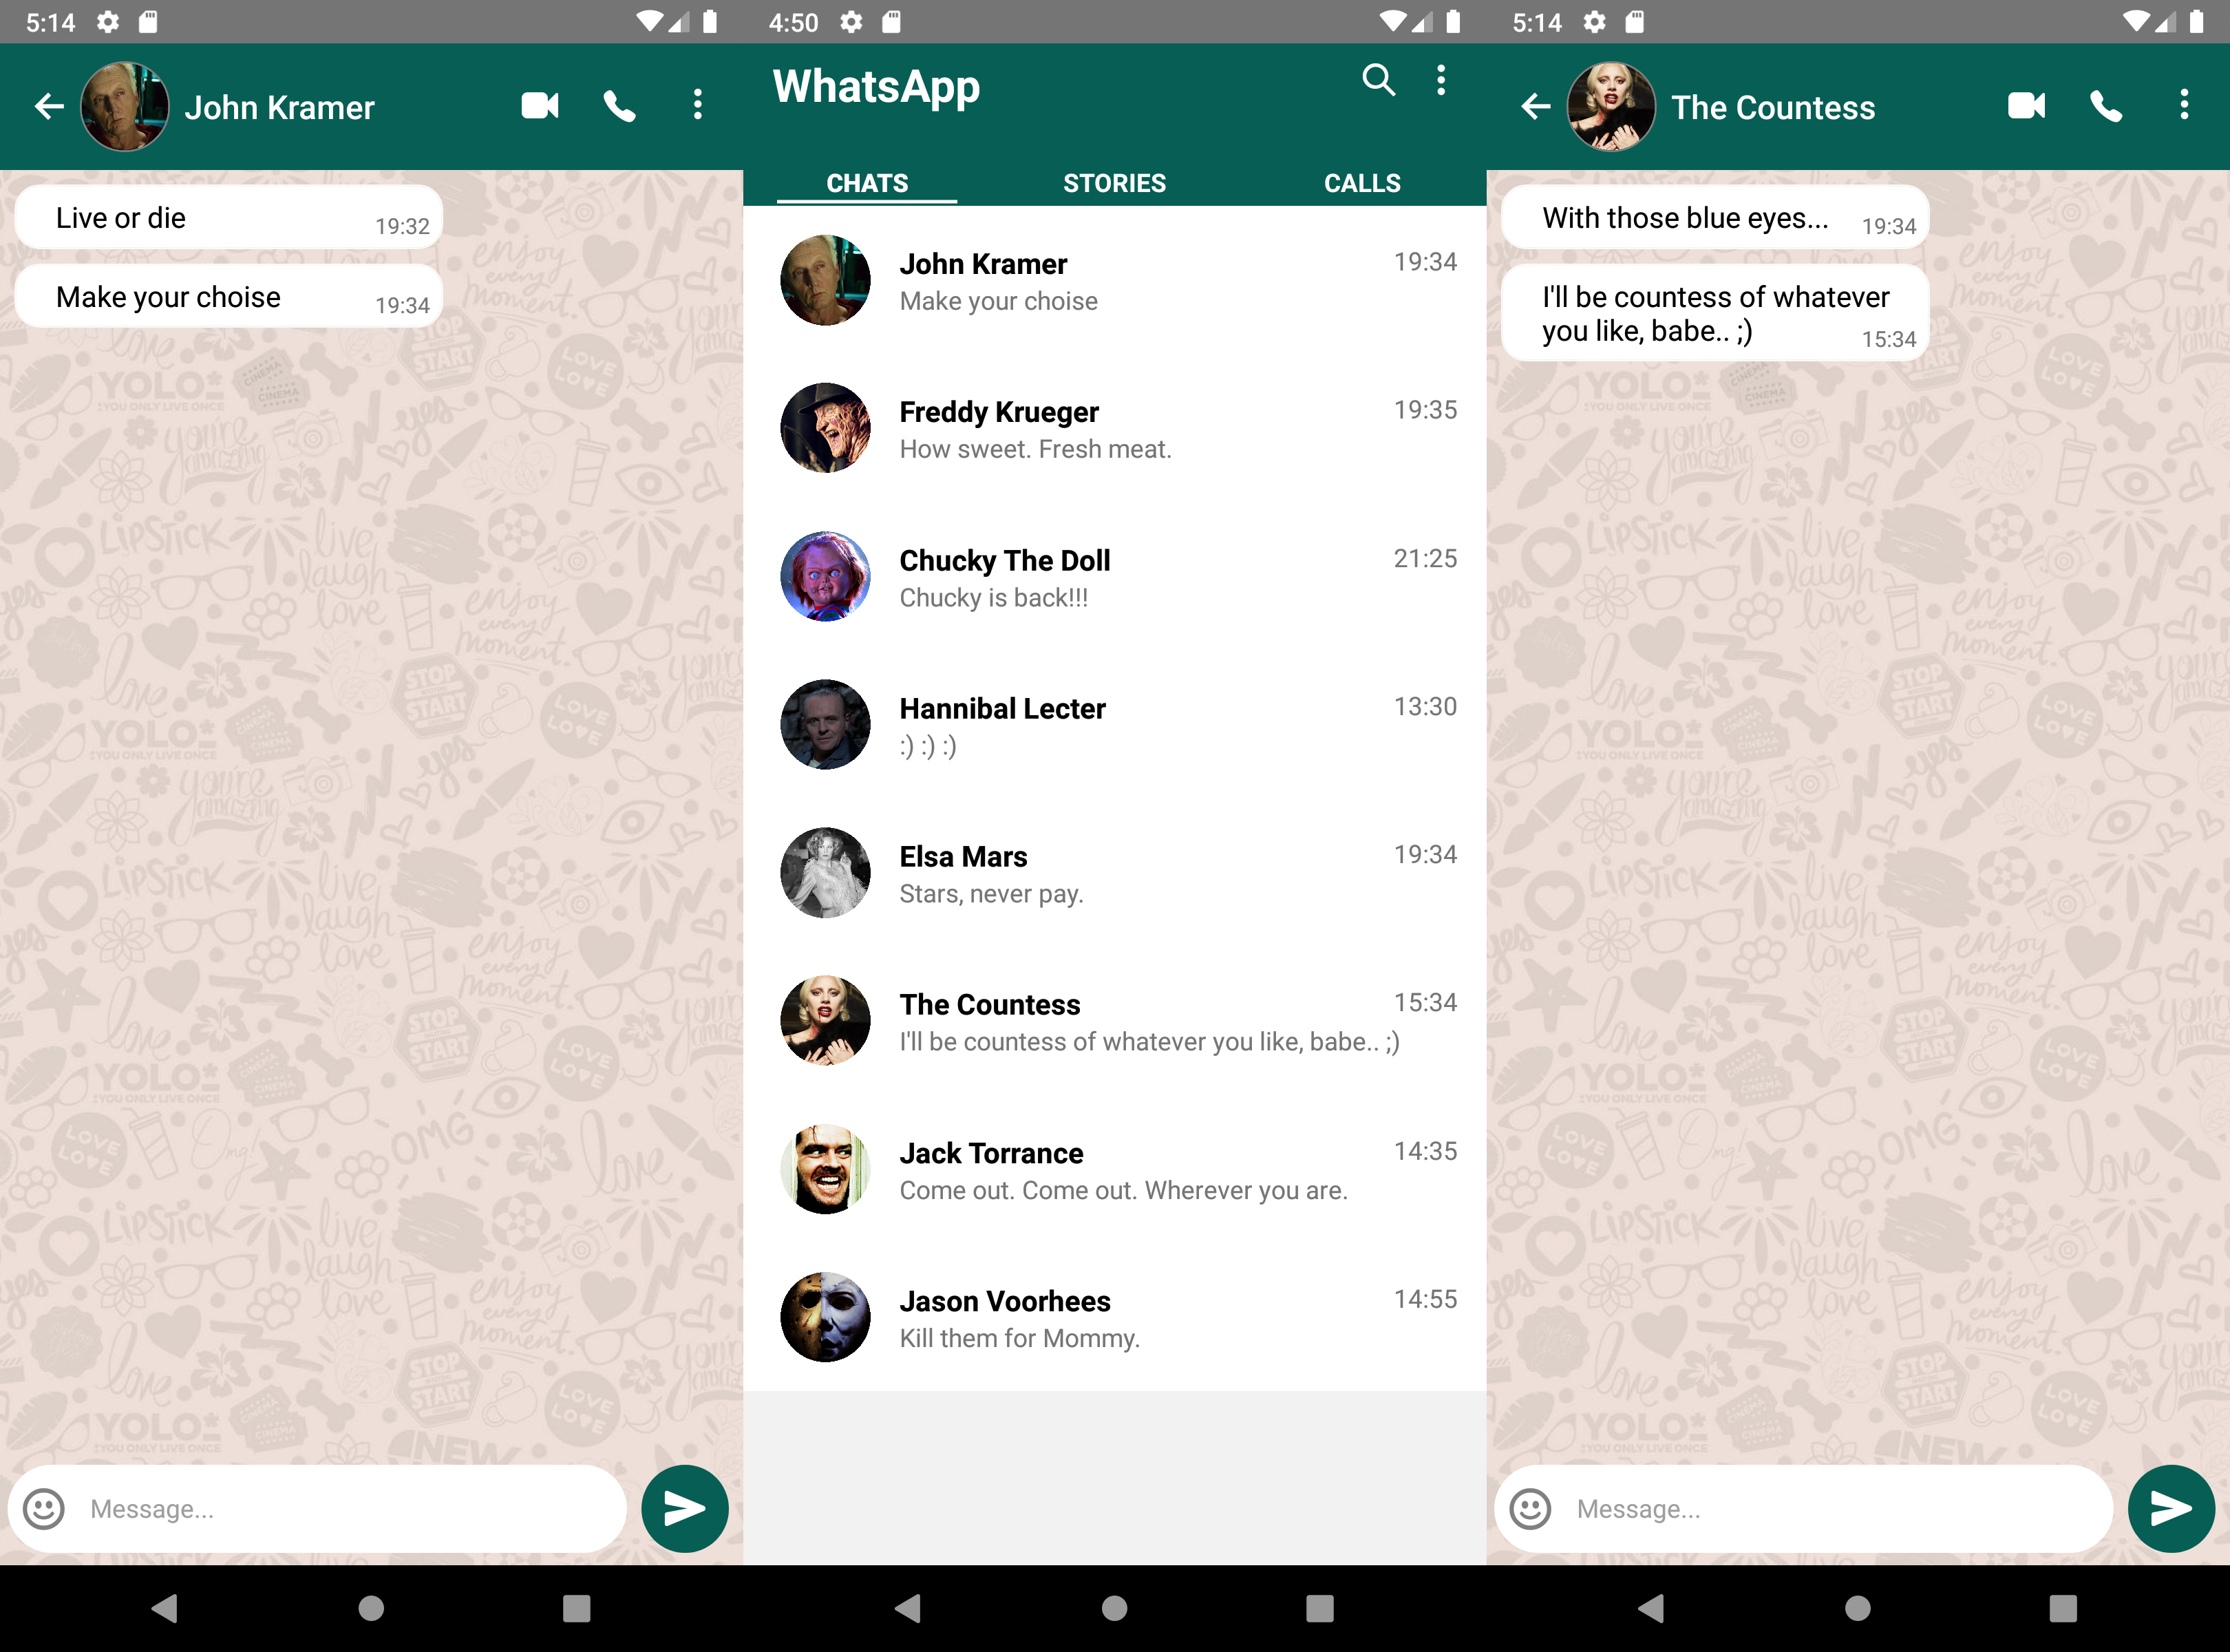 5:14
John Kramer
Live or die
19:32
Make your choise
19:34
Message...
4:50
WhatsApp
CHATS STORIES CALLS
John Kramer 19:34
Make your choise
Freddy Krueger 19:35
How sweet. Fresh meat.
Chucky The Doll 21:25
Chucky is back!!!
Hannibal Lecter 13:30
:) :) :)
Elsa Mars 19:34
Stars, never pay.
The Countess 15:34
I'll be countess of whatever you like, babe.. ;)
Jack Torrance 14:35
Come out. Come out. Wherever you are.
Jason Voorhees 14:55
Kill them for Mommy.
5:14
The Countess
With those blue eyes... 19:34
I'll be countess of whatever
you like, babe.. ;) 15:34
Message...